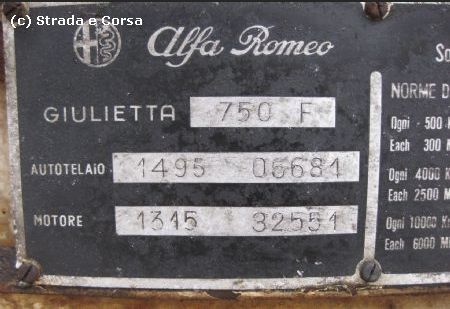 (c) Strada e Corsa
Alfa Romeo
GIULIETTA 750 F
AUTOTELAIO 1495 06681
MOTORE 1315 32551
So
NORME D
Ogni - 500 K
Each 300
Ogni 4000 K
Each 2500 M
Ogni 10000 K
Each 6000 M